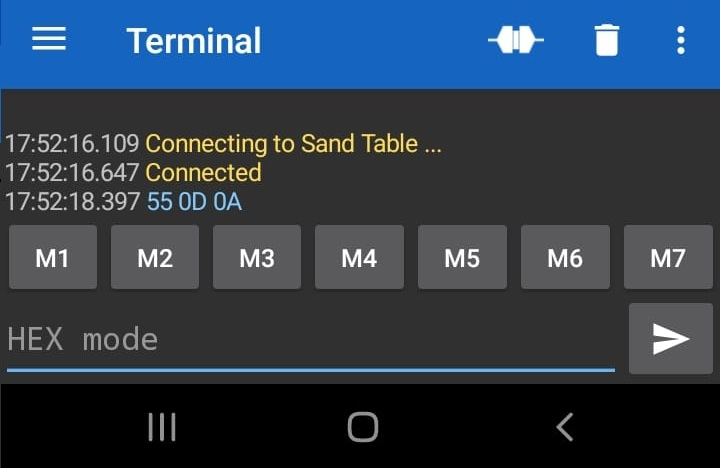 Terminal
17:52:16.109 Connecting to Sand Table ...
17:52:16.647 Connected
17:52:18.397 55 0D 0A
M1 M2 M3 M4 M5 M6 M7
HEX mode